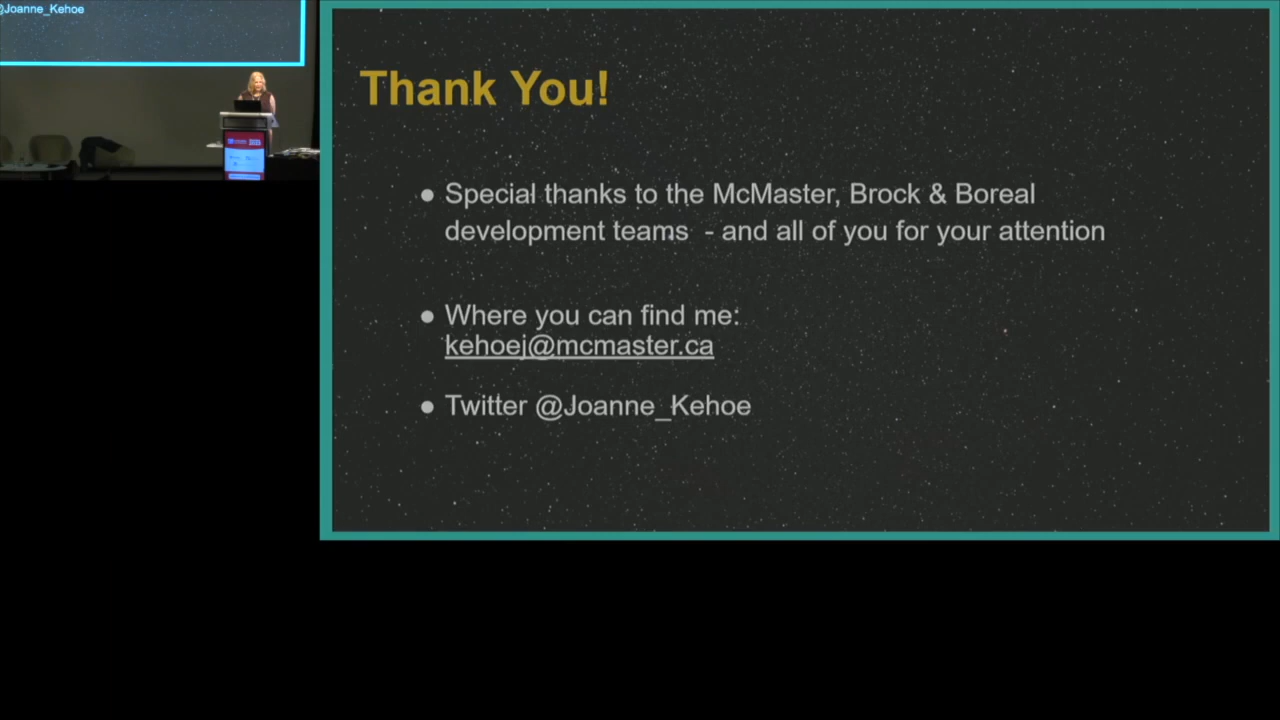 @Joanne_Kehoe
Thank You!
● Special thanks to the McMaster, Brock & Boreal
development teams - and all of you for your attention
● Where you can find me:
kehoej@mcmaster.ca
● Twitter @Joanne_Kehoe